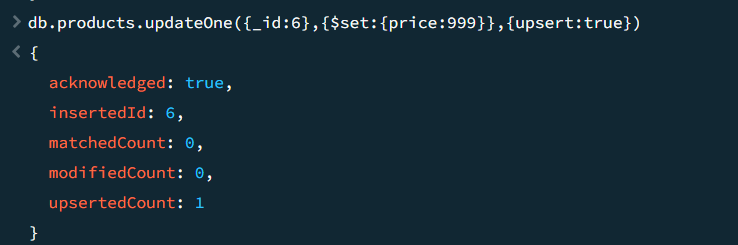 > db.products.updateOne({_id:6},{$set:{price:999}},{upsert:true})
< {
acknowledged: true,
insertedId: 6,
matchedCount: 0,
modifiedCount: 0,
upsertedCount: 1
}